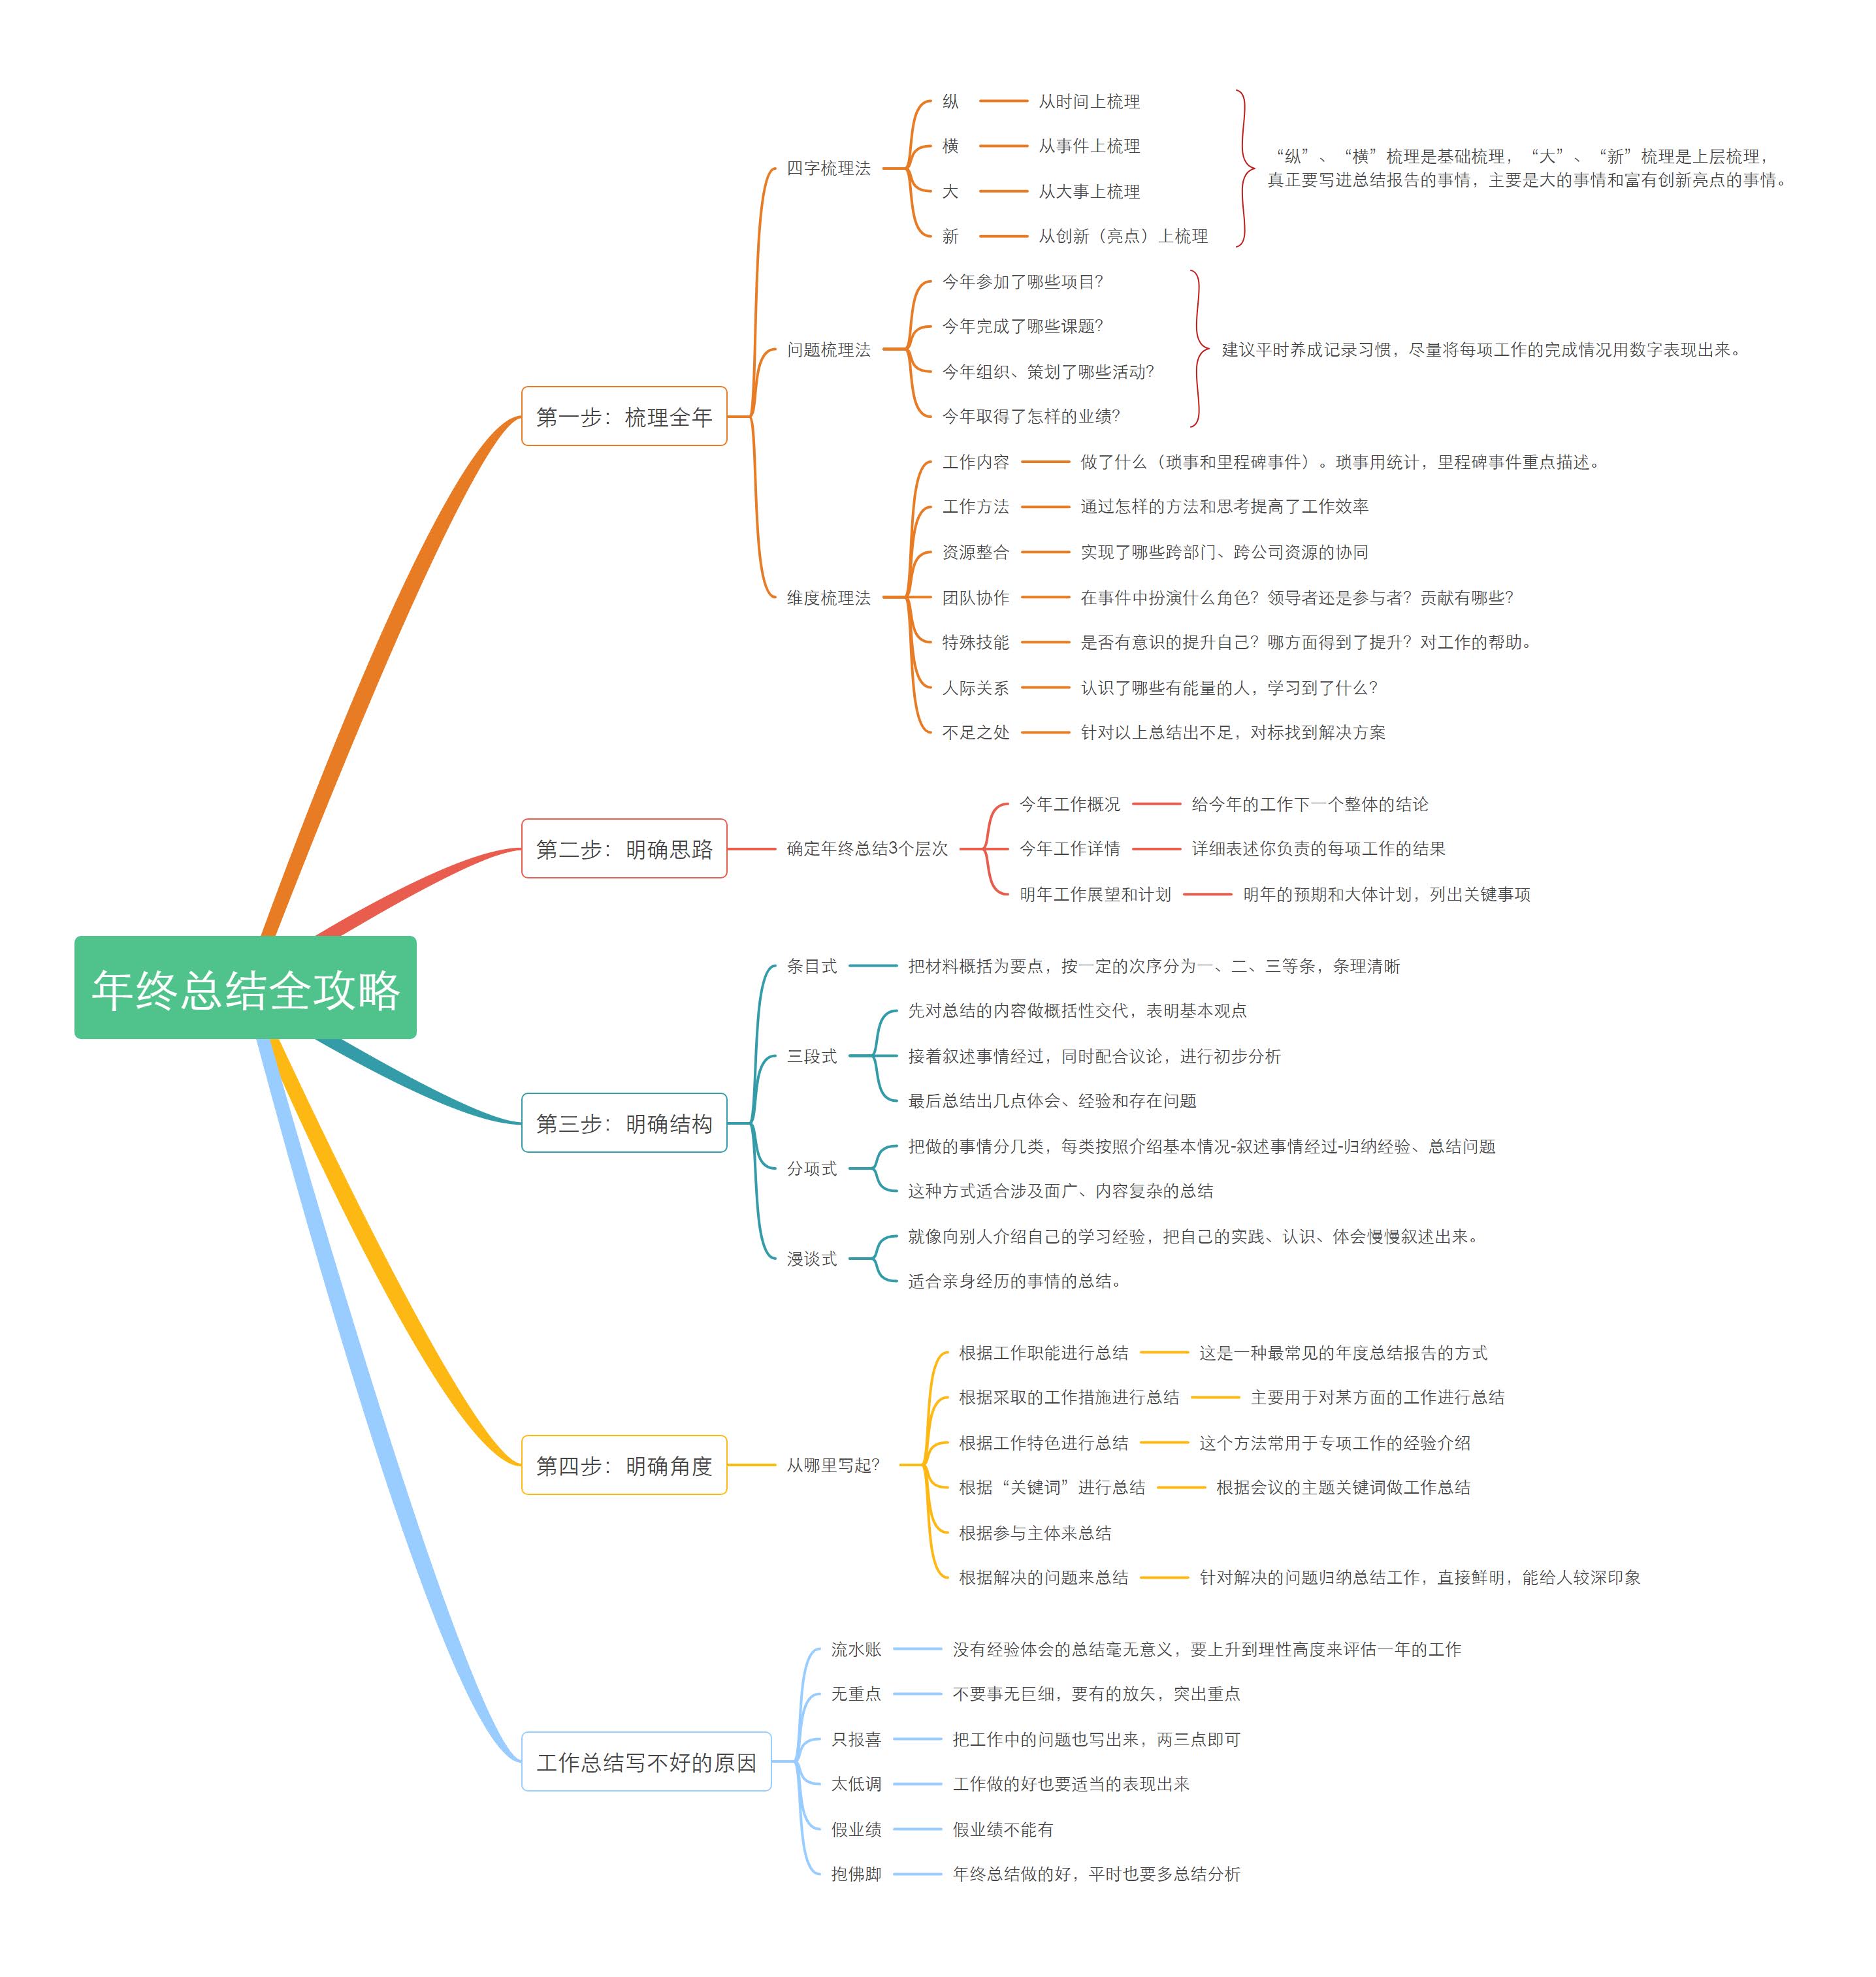 年终总结全攻略
第一步：梳理全年
四字梳理法
纵
从时间上梳理
横
从事件上梳理
大
从大事上梳理
新
从创新（亮点）上梳理
“纵”、“横”梳理是基础梳理，“大”、“新”梳理是上层梳理，
真正要写进总结报告的事情，主要是大的事情和富有创新亮点的事情。
问题梳理法
今年参加了哪些项目？
今年完成了哪些课题？
今年组织、策划了哪些活动？
今年取得了怎样的业绩？
建议平时养成记录习惯，尽量将每项工作的完成情况用数字表现出来。
维度梳理法
工作内容
做了什么（琐事和里程碑事件）。琐事用统计，里程碑事件重点描述。
工作方法
通过怎样的方法和思考提高了工作效率
资源整合
实现了哪些跨部门、跨公司资源的协同
团队协作
在事件中扮演什么角色？领导者还是参与者？贡献有哪些？
特殊技能
是否有意识的提升自己？哪方面得到了提升？对工作的帮助。
人际关系
认识了哪些有能量的人，学习到了什么？
不足之处
针对以上总结出不足，对标找到解决方案
第二步：明确思路
确定年终总结3个层次
今年工作概况
给今年的工作下一个整体的结论
今年工作详情
详细表述你负责的每项工作的结果
明年工作展望和计划
明年的预期和大体计划，列出关键事项
第三步：明确结构
条目式
把材料概括为要点，按一定的次序分为一、二、三等条，条理清晰
三段式
先对总结的内容做概括性交代，表明基本观点
接着叙述事情经过，同时配合议论，进行初步分析
最后总结出几点体会、经验和存在问题
分项式
把做的事情分几类，每类按照介绍基本情况-叙述事情经过-归纳经验、总结问题
这种方式适合涉及面广、内容复杂的总结
漫谈式
就像向别人介绍自己的学习经验，把自己的实践、认识、体会慢慢叙述出来。
适合亲身经历的事情的总结。
第四步：明确角度
从哪里写起？
根据工作职能进行总结
这是一种最常见的年度总结报告的方式
根据采取的工作措施进行总结
主要用于对某方面的工作进行总结
根据工作特色进行总结
这个方法常用于专项工作的经验介绍
根据“关键词”进行总结
根据会议的主题关键词做工作总结
根据参与主体来总结
根据解决的问题来总结
针对解决的问题归纳总结工作，直接鲜明，能给人较深印象
工作总结写不好的原因
流水账
没有经验体会的总结毫无意义，要上升到理性高度来评估一年的工作
无重点
不要事无巨细，要有的放矢，突出重点
只报喜
把工作中的问题也写出来，两三点即可
太低调
工作做的好也要适当的表现出来
假业绩
假业绩不能有
抱佛脚
年终总结做的好，平时也要多总结分析